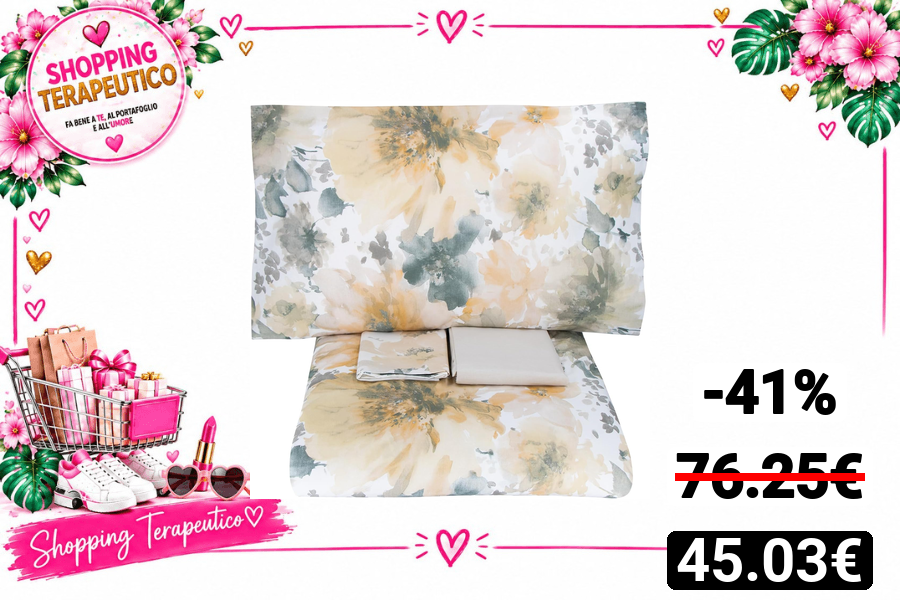 SHOPPING
TERAPEUTICO
FA BENE A TE, AL PORTAFOGLIO
E ALL'UMORE
-41%
76.25€
45.03€
Shopping Terapeutico